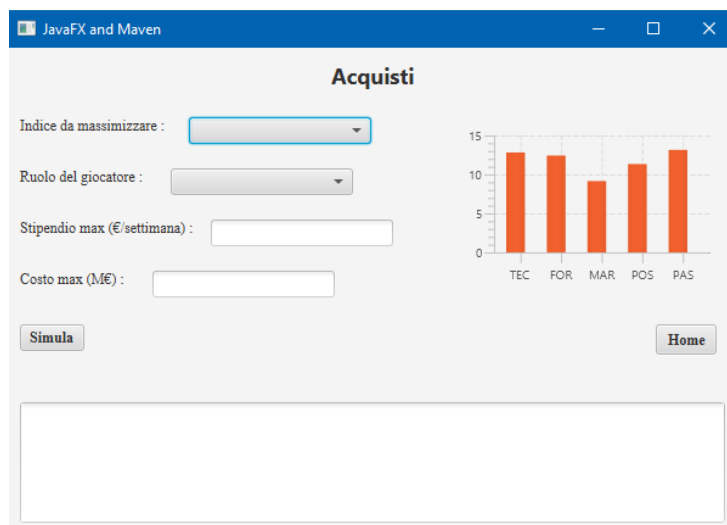 JavaFX and Maven
Acquisti
Indice da massimizzare :
Ruolo del giocatore :
Stipendio max (€/settimana) :
Costo max (M€) :
15
10
5
0
TEC FOR MAR POS PAS
Simula
Home